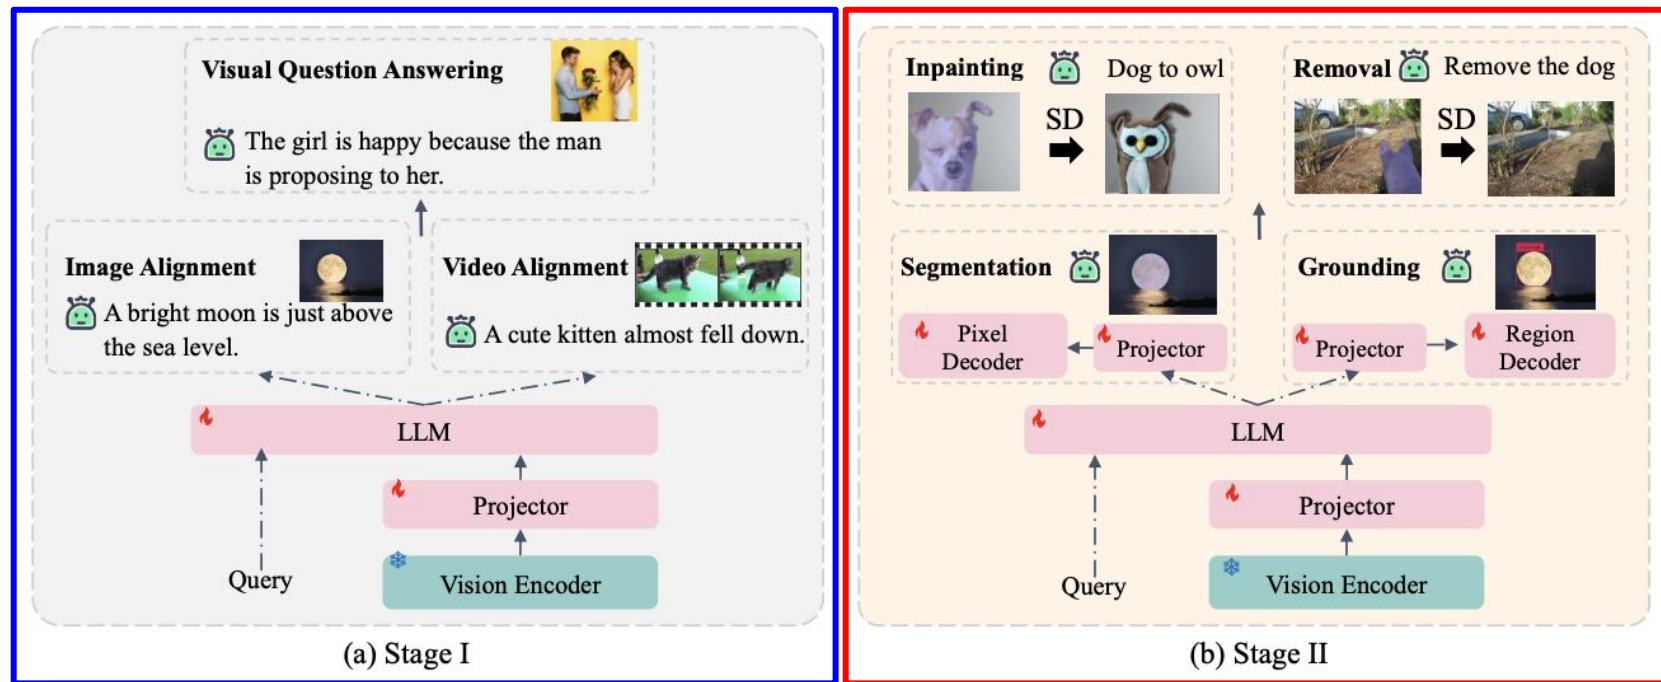 Visual Question Answering
The girl is happy because the man
is proposing to her.
Image Alignment
A bright moon is just above
the sea level.
Video Alignment
A cute kitten almost fell down.
LLM
Projector
Query
Vision Encoder
(a) Stage I
Inpainting
Dog to owl
SD
Removal
Remove the dog
SD
Segmentation
Pixel
Decoder
Projector
Grounding
Projector
Region
Decoder
LLM
Projector
Query
Vision Encoder
(b) Stage II